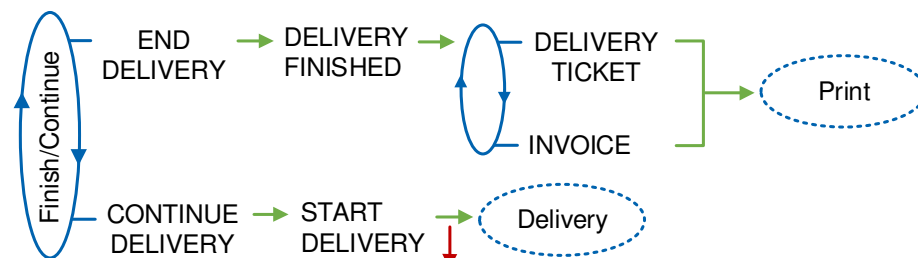 Finish/Continue
END
DELIVERY
DELIVERY
FINISHED
DELIVERY
TICKET
INVOICE
Print
CONTINUE
DELIVERY
START
DELIVERY
Delivery